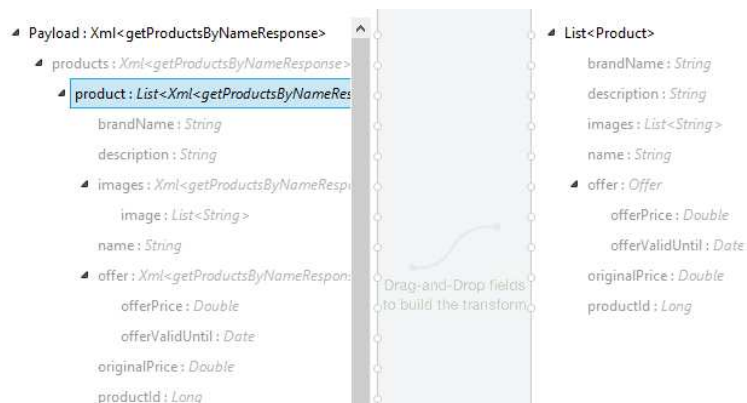 Payload : Xml<getProductsByNameResponse>
products : Xml<getProductsByNameResponse>
product : List<Xml<getProductsByNameRes
brandName : String
description : String
images : Xml<getProductsByNameRespo
image : List<String>
name : String
offer : Xml<getProductsByNameRespon
offerPrice : Double
offerValidUntil : Date
originalPrice : Double
productId : Long
Drag-and-Drop fields
to build the transform
List<Product>
brandName : String
description : String
images : List<String>
name : String
offer : Offer
offerPrice : Double
offerValidUntil : Date
originalPrice : Double
productId : Long